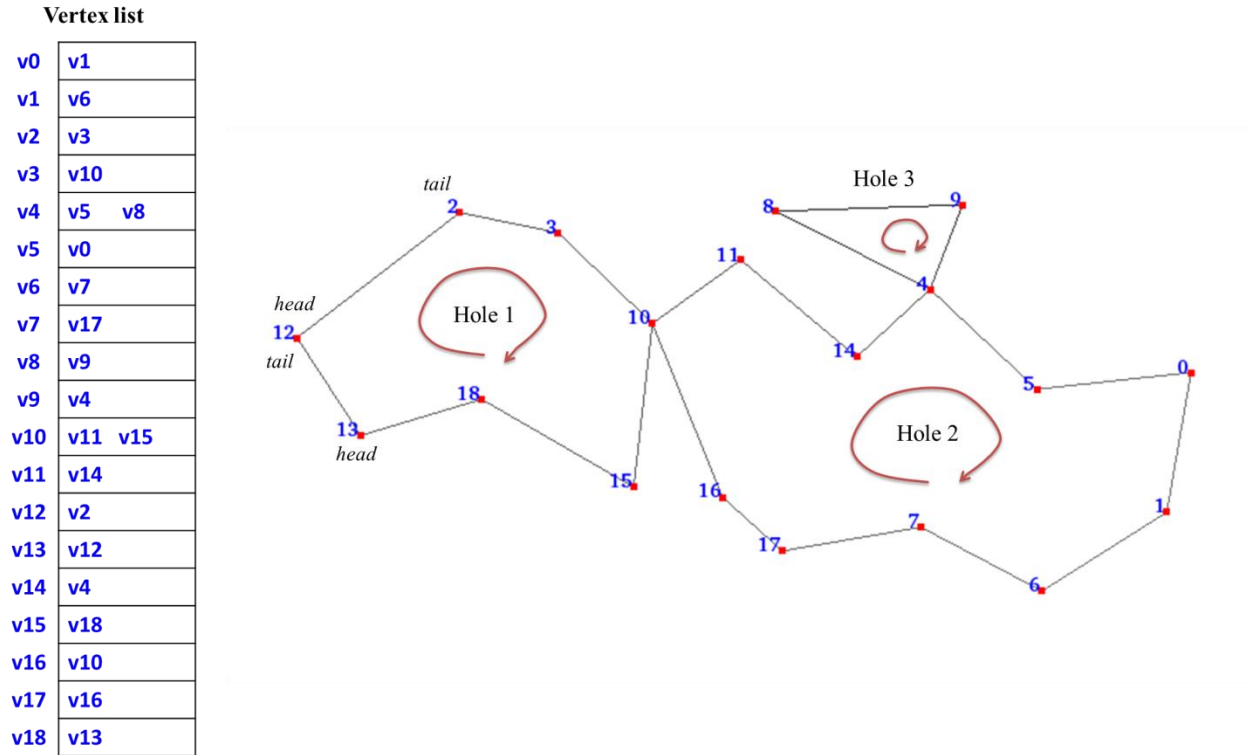 Vertex list
v0 v1
v1 v6
v2 v3
v3 v10
v4 v5 v8
v5 v0
v6 v7
v7 v17
v8 v9
v9 v4
v10 v11 v15
v11 v14
v12 v2
v13 v12
v14 v4
v15 v18
v16 v10
v17 v16
v18 v13
Hole 3
tail
2
8
9
3
11
4
head
Hole 1
10
12
14
tail
0
5
18
13
Hole 2
head
15
16
1
7
17
6